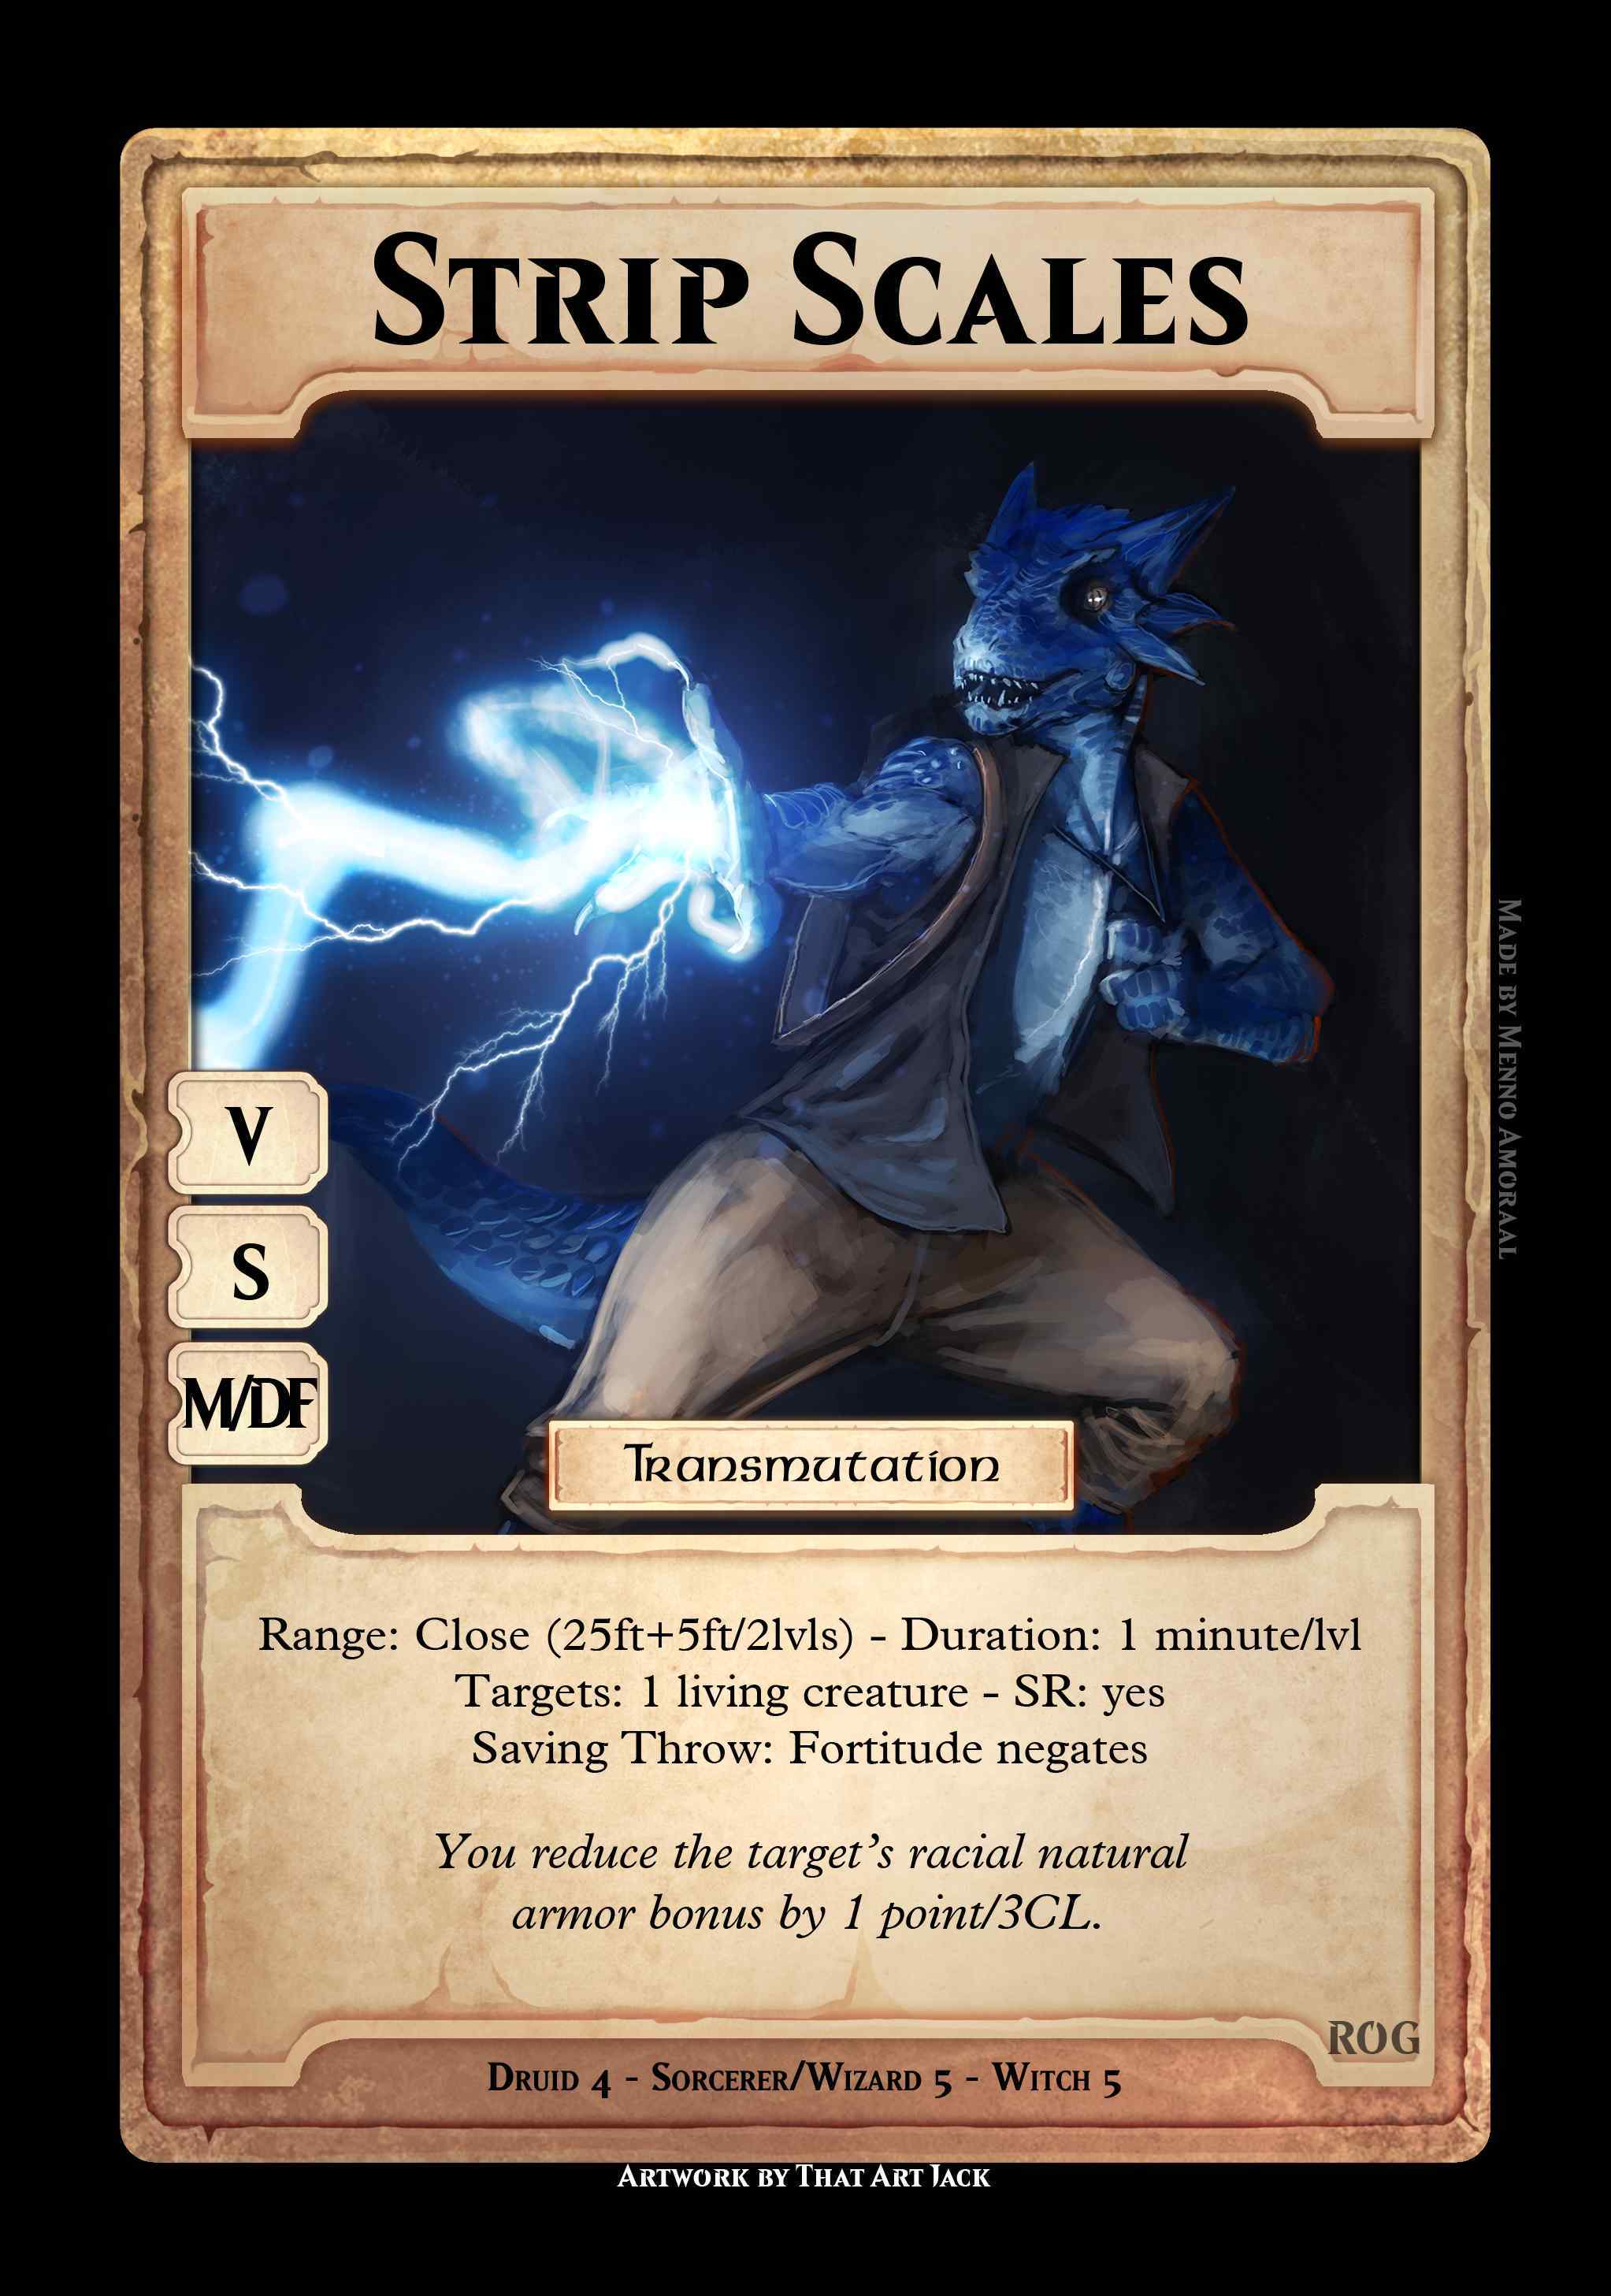 Strip Scales
V
S
M/DF
Transmutation
Range: Close (25ft+5ft/2lvls) - Duration: 1 minute/lvl
Targets: 1 living creature - SR: yes
Saving Throw: Fortitude negates
You reduce the target's racial natural
armor bonus by 1 point/3CL.
ROG
Druid 4 - Sorcerer/Wizard 5 - Witch 5
Artwork by That Art Jack
Made by Menno Amoraal